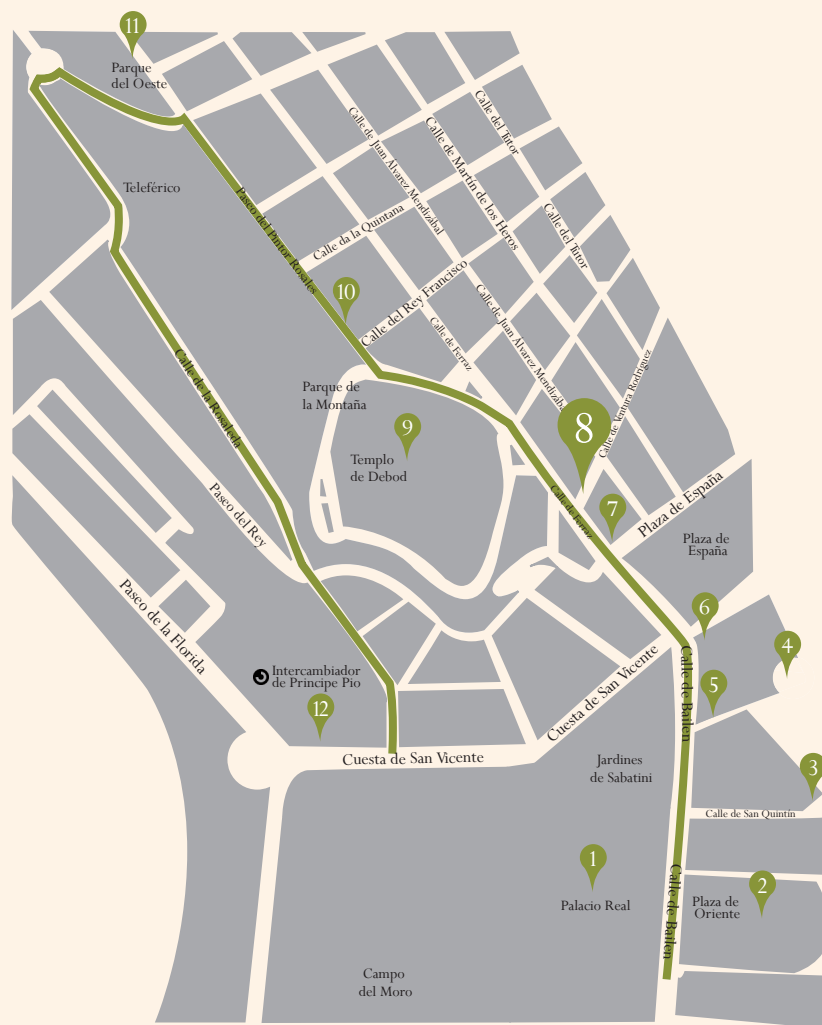 11
Parque
del Oeste
Teleférico
Calle del Tutor
Calle de Juan Álvarez Mendizábal
Calle de Martín de los Heros
Calle del Tutor
Paseo del Pintor Rosales
Calle da la Quintana
10
Calle del Rey Francisco
Calle de Ferraz
Calle de Juan Álvarez Mendizábal
Calle de Ventura Rodríguez
Calle de la Rosaleda
Parque de
la Montaña
9
Templo
de Debod
8
Calle de Ferraz
7
Plaza de España
Plaza de
España
Paseo del Rey
Paseo de la Florida
6
4
5
Intercambiador
de Príncipe Pío
12
Cuesta de San Vicente
Cuesta de San Vicente
Calle de Bailen
Jardines
de Sabatini
3
Calle de San Quintín
1
Palacio Real
Calle de Bailen
2
Plaza de
Oriente
Campo
del Moro